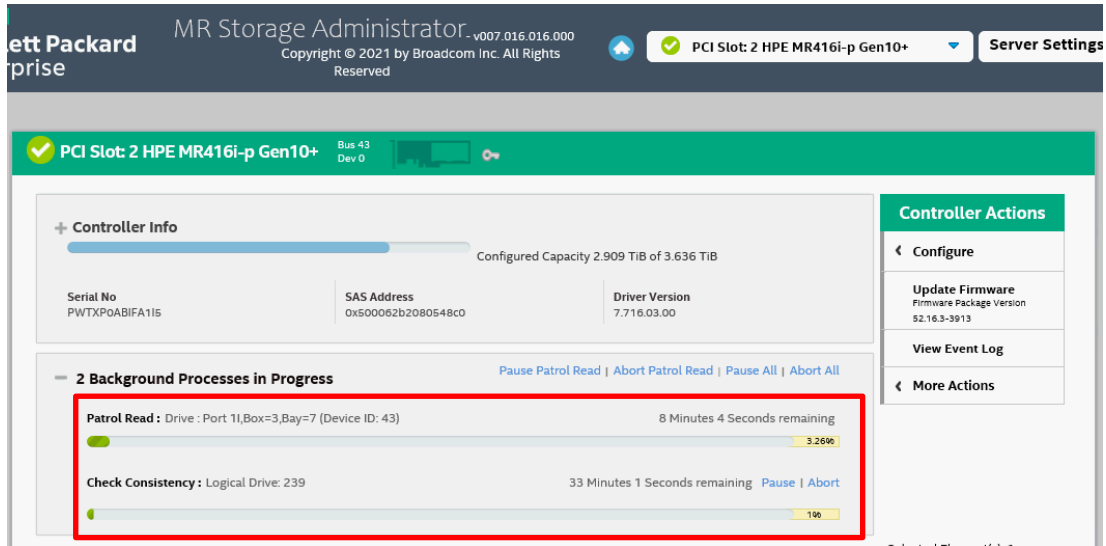 ett Packard
rprise
MR Storage Administrator v007.016.016.000
Copyright © 2021 by Broadcom Inc. All Rights
Reserved
PCI Slot: 2 HPE MR416i-p Gen10+
Server Settings
PCI Slot: 2 HPE MR416i-p Gen10+
Bus 43
Dev 0
Controller Info
Configured Capacity 2.909 TiB of 3.636 TiB
Serial No
PWTXP0ABIFA1I5
SAS Address
0x500062b2080548c0
Driver Version
7.716.03.00
2 Background Processes in Progress
Pause Patrol Read | Abort Patrol Read | Pause All | Abort All
Patrol Read : Drive : Port 1I,Box=3,Bay=7 (Device ID: 43)
8 Minutes 4 Seconds remaining
3.26%
Check Consistency : Logical Drive: 239
33 Minutes 1 Seconds remaining Pause | Abort
1%
Controller Actions
Configure
Update Firmware
Firmware Package Version
52.16.3-3913
View Event Log
More Actions